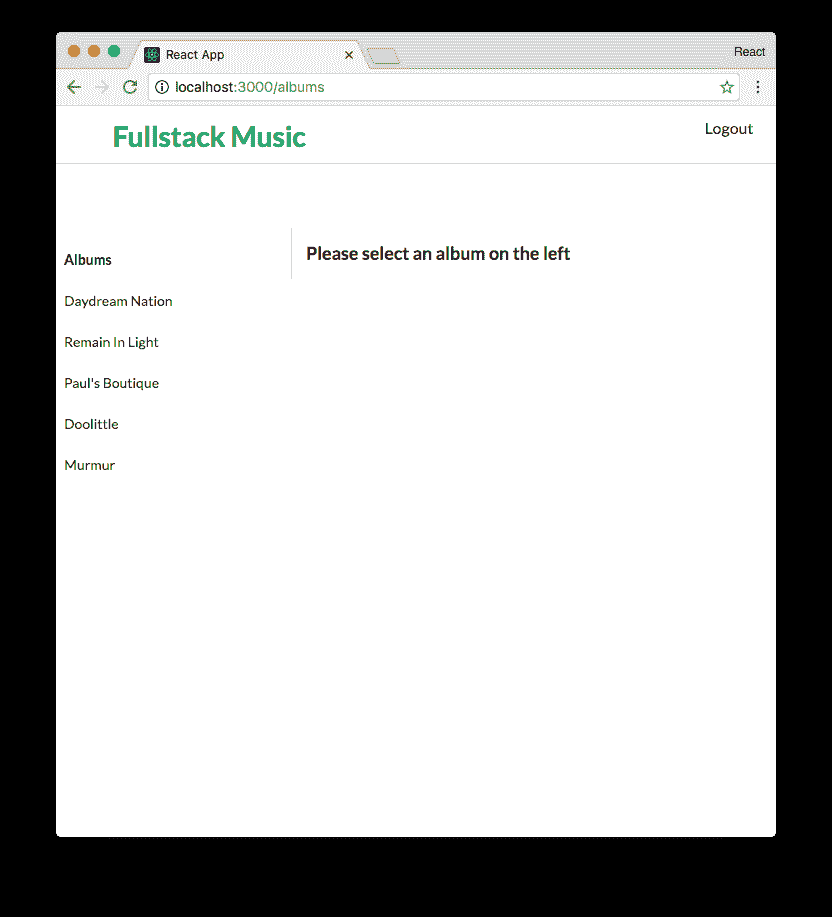 React App
React
localhost:3000/albums
Fullstack Music
Logout
Albums
Please select an album on the left
Daydream Nation
Remain In Light
Paul's Boutique
Doolittle
Murmur